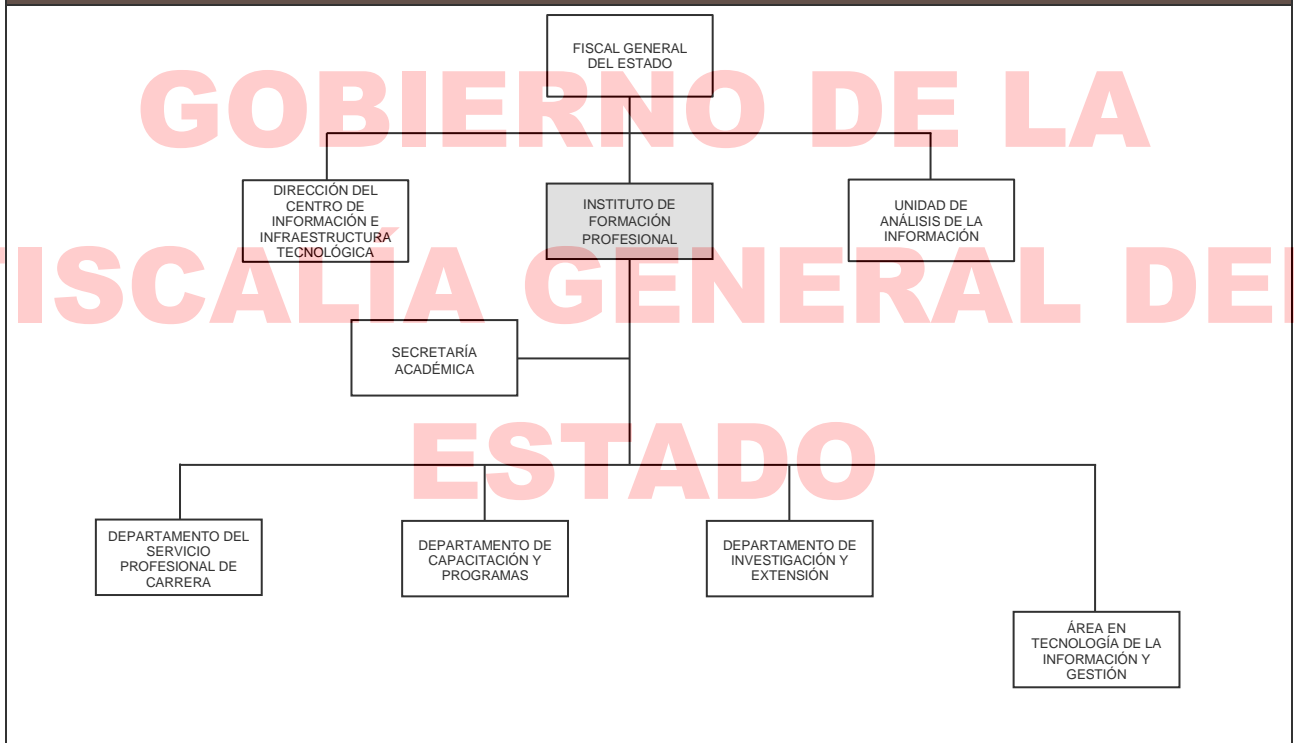 FISCAL GENERAL
DEL ESTADO
GOBIERNO DE LA
DIRECCIÓN DEL
CENTRO DE
INFORMACIÓN E
INFRAESTRUCTURA
TECNOLÓGICA
INSTITUTO DE
FORMACIÓN
PROFESIONAL
UNIDAD DE
ANÁLISIS DE LA
INFORMACIÓN
ISCALÍA GENERAL DE
SECRETARÍA
ACADÉMICA
ESTADO
DEPARTAMENTO DEL
SERVICIO
PROFESIONAL DE
CARRERA
DEPARTAMENTO DE
CAPACITACIÓN Y
PROGRAMAS
DEPARTAMENTO DE
INVESTIGACIÓN Y
EXTENSIÓN
ÁREA EN
TECNOLOGÍA DE LA
INFORMACIÓN Y
GESTIÓN